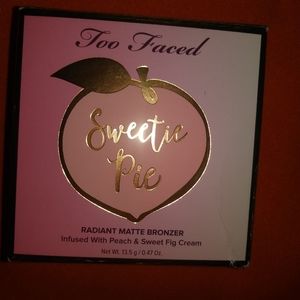 Too Faced
Sweetie
Pie
RADIANT MATTE BRONZER
Infused With Peach & Sweet Fig Cream
Net Wt. 13.5 g / 0.47 Oz.